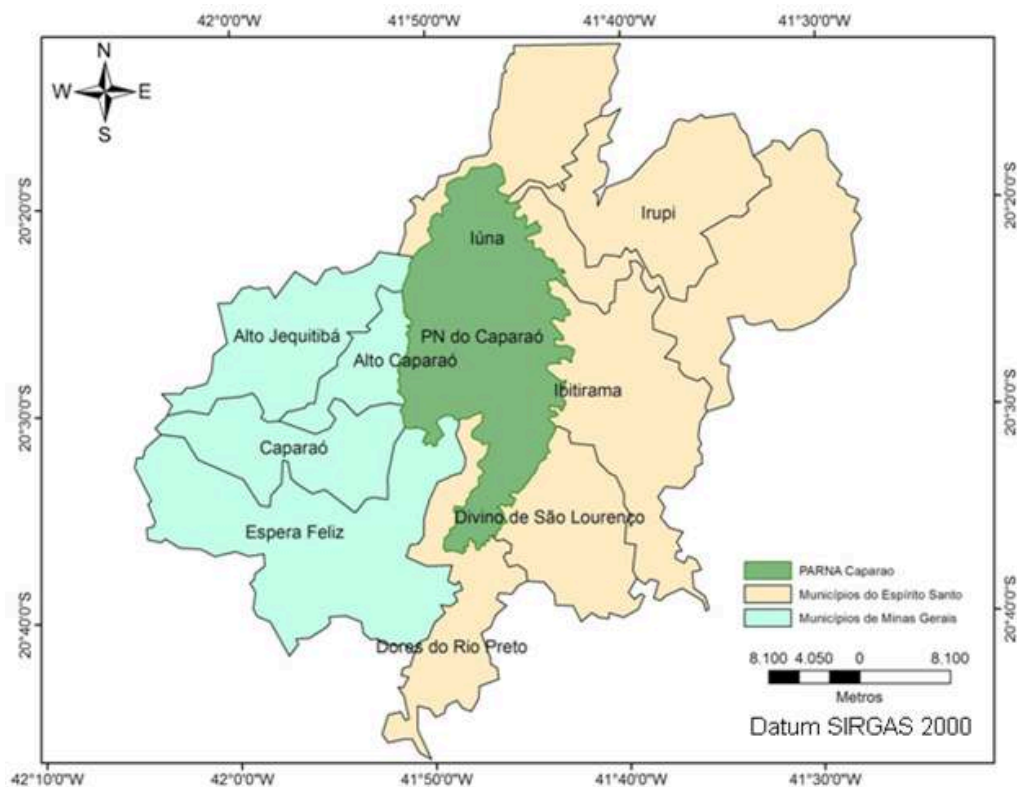 42°0'0"W 41°50'0"W 41°40'0"W 41°30'0"W
N
W E
S
20°20'0"S 20°20'0"S
Irupi
Iúna
Alto Jequitibá PN do Caparaó
Alto Caparaó
Ibitirama
20°30'0"S 20°30'0"S
Caparaó
Divino de São Lourenço
Espera Feliz
PARNA Caparao
Municípios do Espírito Santo
Municípios de Minas Gerais
20°40'0"S 20°40'0"S
Dores do Rio Preto
8.100 4.050 0 8.100
Metros
Datum SIRGAS 2000
42°10'0"W 42°0'0"W 41°50'0"W 41°40'0"W 41°30'0"W